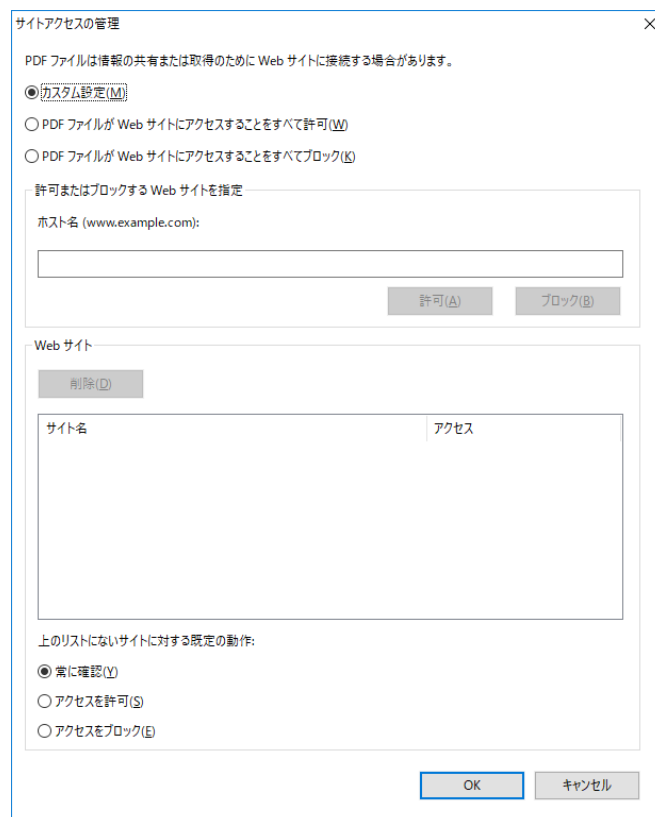 サイトアクセスの管理
PDF ファイルは情報の共有または取得のために Web サイトに接続する場合があります。
カスタム設定(M)
PDF ファイルが Web サイトにアクセスすることをすべて許可(W)
PDF ファイルが Web サイトにアクセスすることをすべてブロック(K)
許可またはブロックする Web サイトを指定
ホスト名 (www.example.com):
許可(A) ブロック(B)
Web サイト
削除(D)
サイト名 アクセス
上のリストにないサイトに対する既定の動作:
常に確認(Y)
アクセスを許可(S)
アクセスをブロック(E)
OK キャンセル